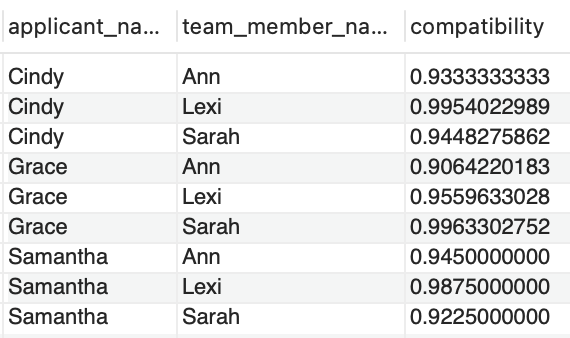 applicant_na... team_member_na... compatibility
Cindy Ann 0.9333333333
Cindy Lexi 0.9954022989
Cindy Sarah 0.9448275862
Grace Ann 0.9064220183
Grace Lexi 0.9559633028
Grace Sarah 0.9963302752
Samantha Ann 0.9450000000
Samantha Lexi 0.9875000000
Samantha Sarah 0.9225000000